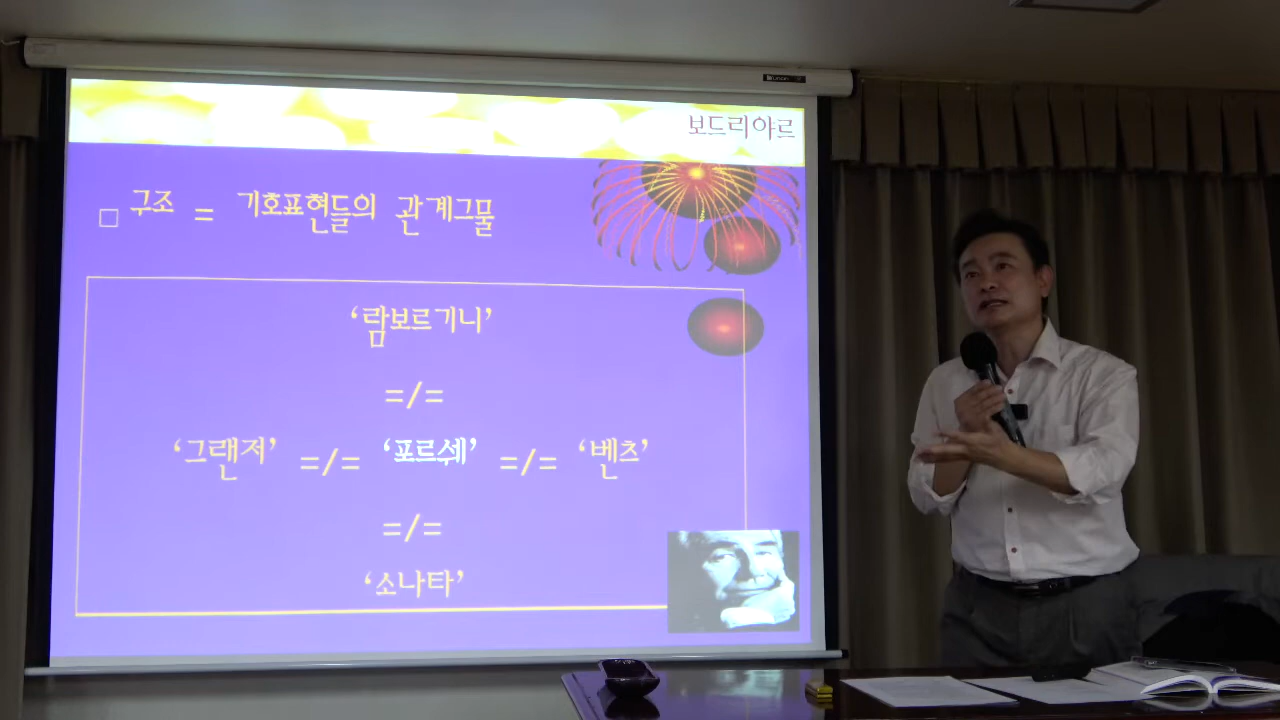 보드리야르
□ 구조 = 기호표현들의 관계그물
‘람보르기니’
=/=
‘그랜저’ =/= ‘포르쉐’ =/= ‘벤츠’
=/=
‘소나타’